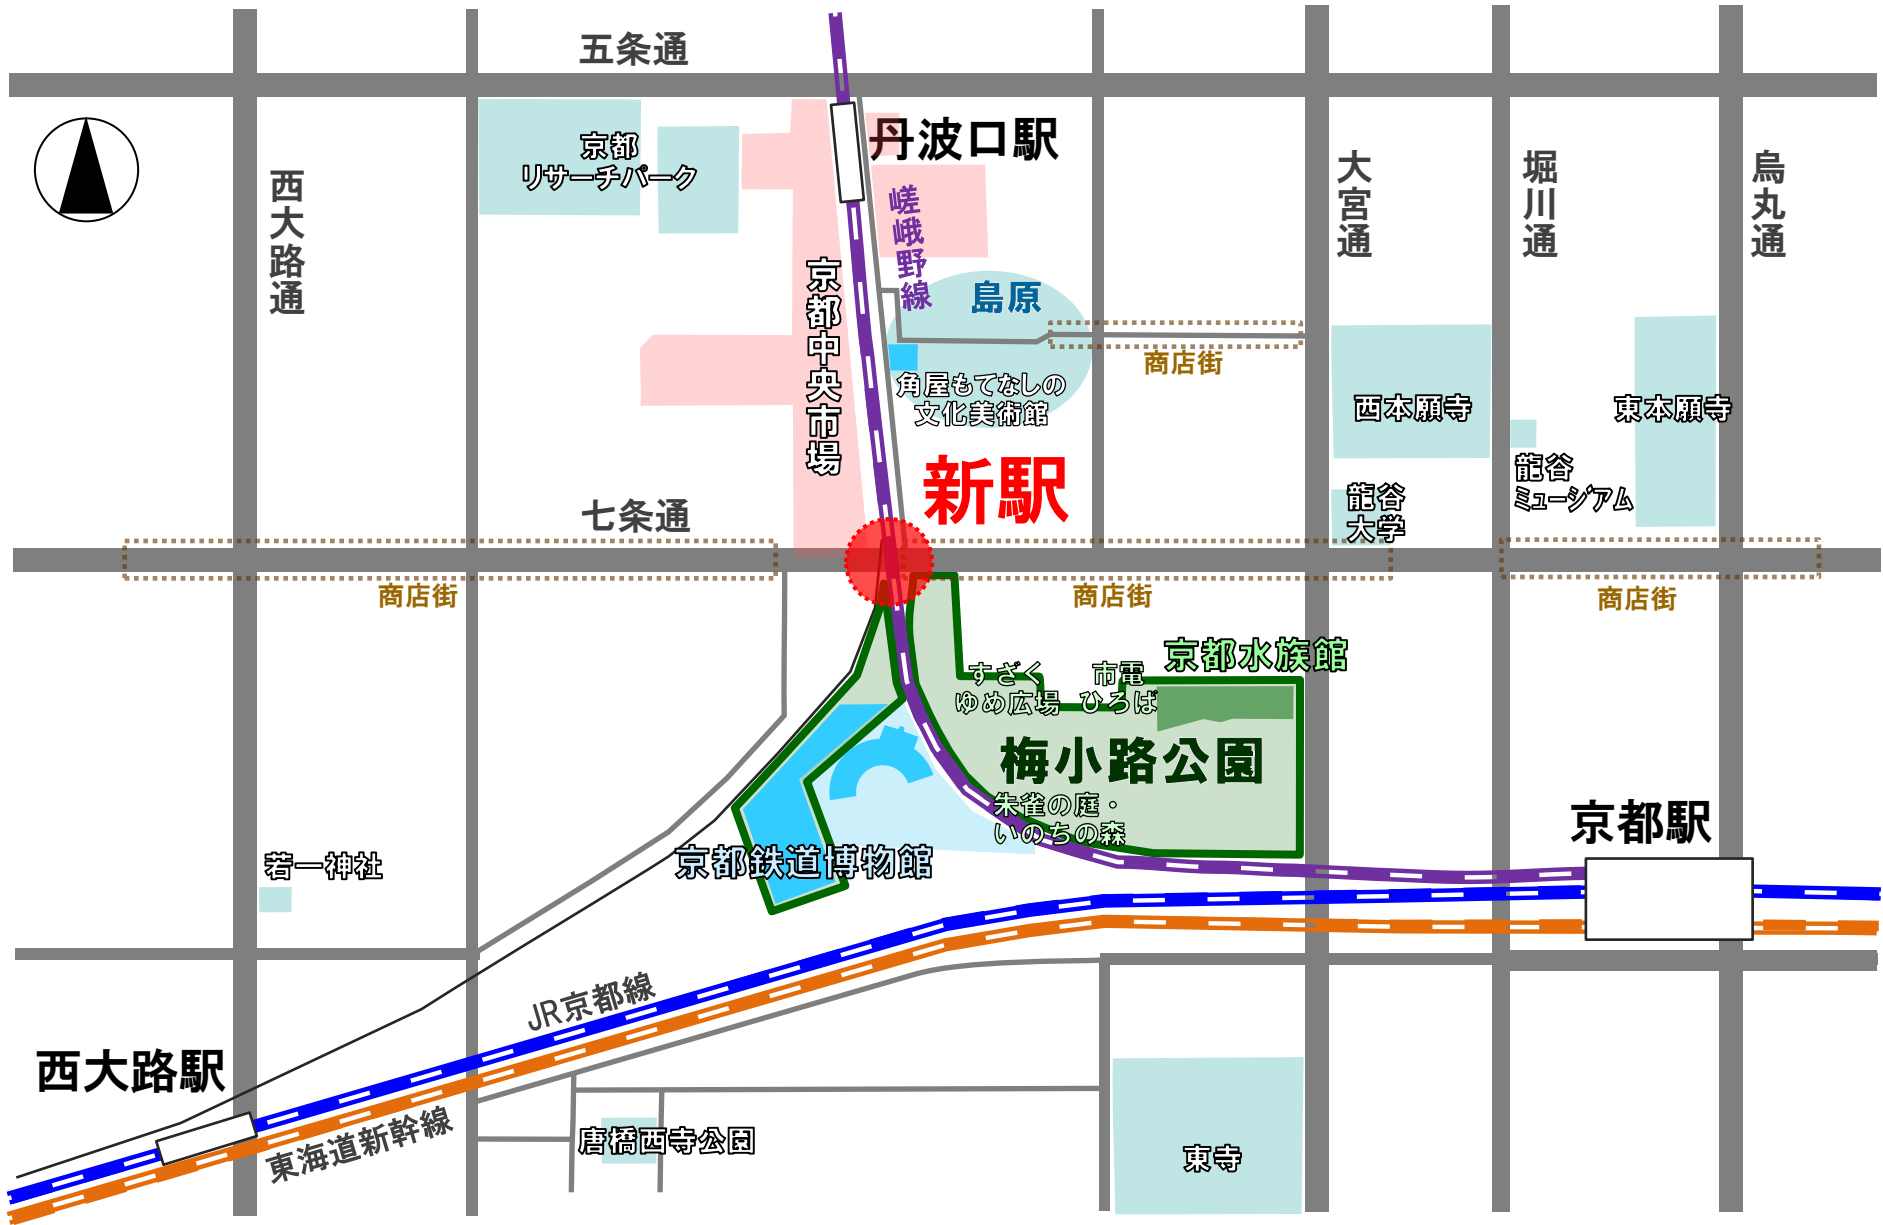 五条通
丹波口駅
京都
リサーチパーク
西大路通
嵯峨野線
大宮通
堀川通
烏丸通
京都中央市場
島原
商店街
角屋もてなしの
文化美術館
西本願寺
東本願寺
新駅
龍谷
ミュージアム
龍谷
大学
七条通
商店街
商店街
商店街
京都水族館
すざく
ゆめ広場
市電
ひろば
梅小路公園
朱雀の庭・
いのちの森
京都駅
京都鉄道博物館
若一神社
JR京都線
西大路駅
東海道新幹線
唐橋西寺公園
東寺